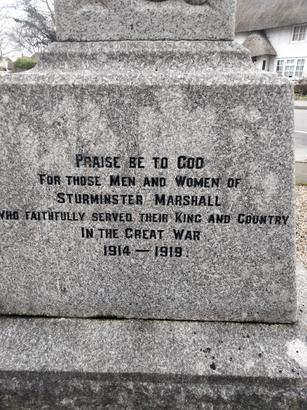 PRAISE BE TO GOD
FOR THOSE MEN AND WOMEN OF
STURMINSTER MARSHALL
WHO FAITHFULLY SERVED THEIR KING AND COUNTRY
IN THE GREAT WAR
1914 — 1919.